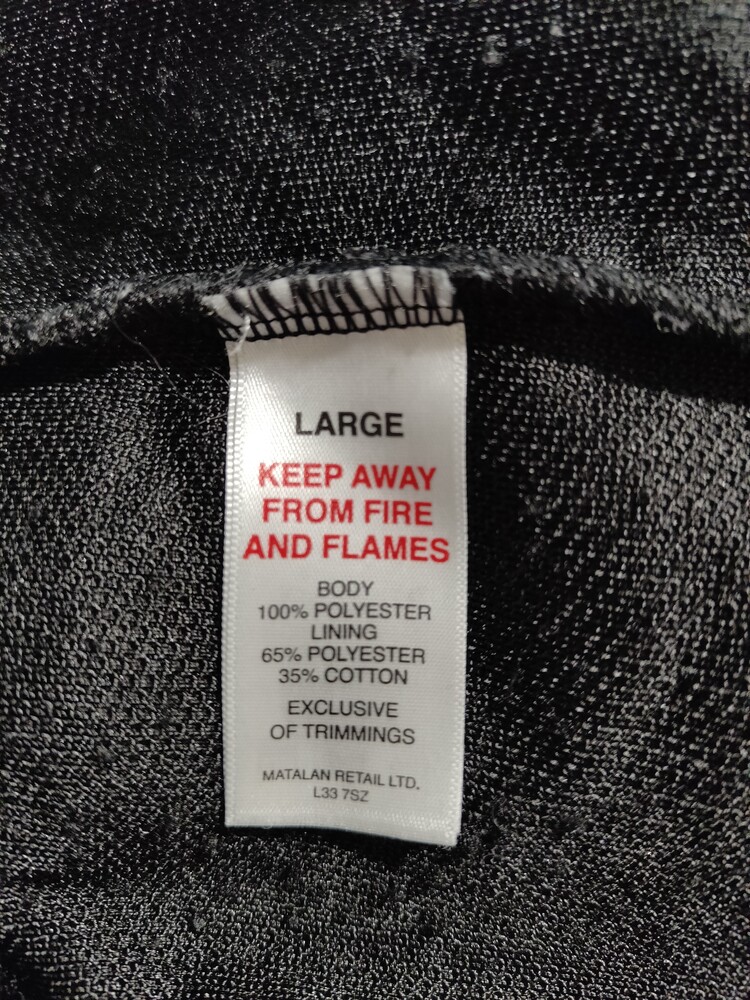 LARGE
KEEP AWAY
FROM FIRE
AND FLAMES
BODY
100% POLYESTER
LINING
65% POLYESTER
35% COTTON
EXCLUSIVE
OF TRIMMINGS
MATALAN RETAIL LTD.
L33 7SZ